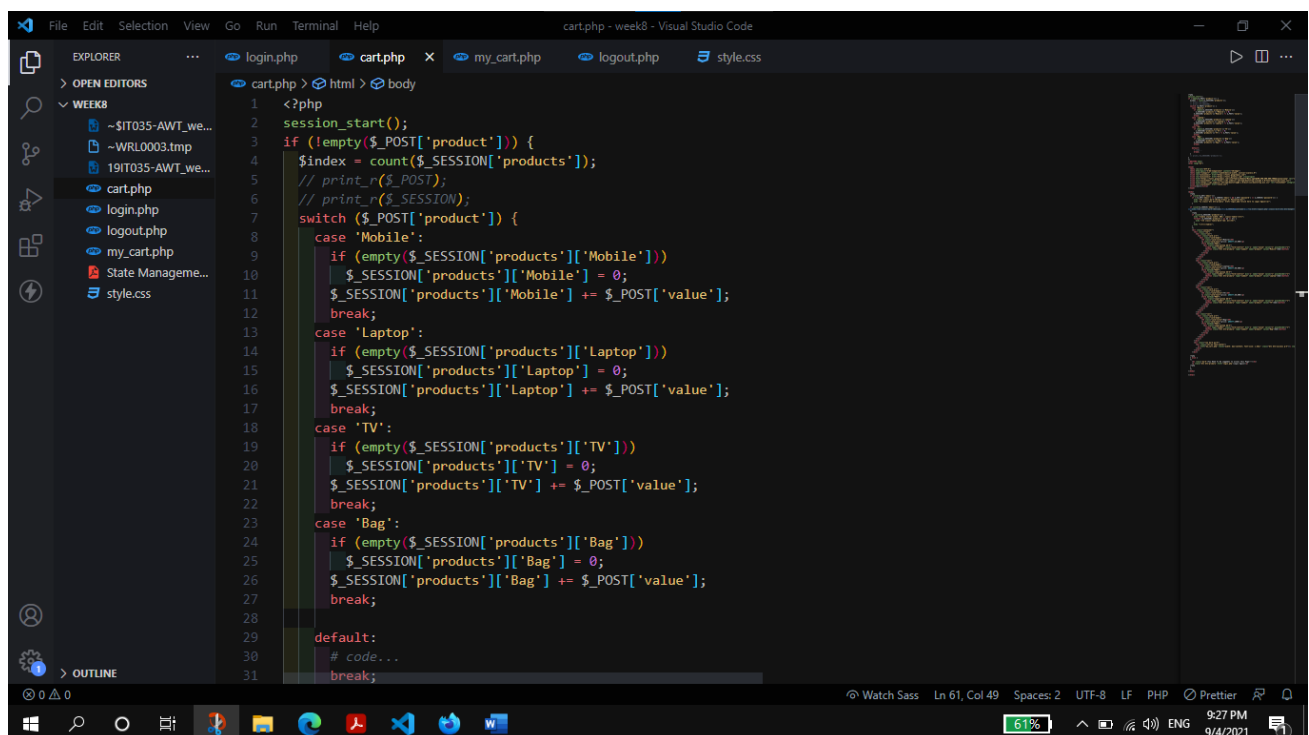 File Edit Selection View Go Run Terminal Help cart.php - week8 - Visual Studio Code
EXPLORER ... login.php cart.php my_cart.php logout.php style.css
OPEN EDITORS
WEEK8
~$IT035-AWT_we...
~WRL0003.tmp
19IT035-AWT_we...
cart.php
login.php
logout.php
my_cart.php
State Manageme...
style.css
OUTLINE
cart.php > html > body
1 <?php
2 session_start();
3 if (!empty($_POST['product'])) {
4 $index = count($_SESSION['products']);
5 // print_r($_POST);
6 // print_r($_SESSION);
7 switch ($_POST['product']) {
8 case 'Mobile':
9 if (empty($_SESSION['products']['Mobile']))
10 $_SESSION['products']['Mobile'] = 0;
11 $_SESSION['products']['Mobile'] += $_POST['value'];
12 break;
13 case 'Laptop':
14 if (empty($_SESSION['products']['Laptop']))
15 $_SESSION['products']['Laptop'] = 0;
16 $_SESSION['products']['Laptop'] += $_POST['value'];
17 break;
18 case 'TV':
19 if (empty($_SESSION['products']['TV']))
20 $_SESSION['products']['TV'] = 0;
21 $_SESSION['products']['TV'] += $_POST['value'];
22 break;
23 case 'Bag':
24 if (empty($_SESSION['products']['Bag']))
25 $_SESSION['products']['Bag'] = 0;
26 $_SESSION['products']['Bag'] += $_POST['value'];
27 break;
28
29 default:
30 # code...
31 break;
0 0 Watch Sass Ln 61, Col 49 Spaces: 2 UTF-8 LF PHP Prettier
61% ENG 9:27 PM
9/4/2021